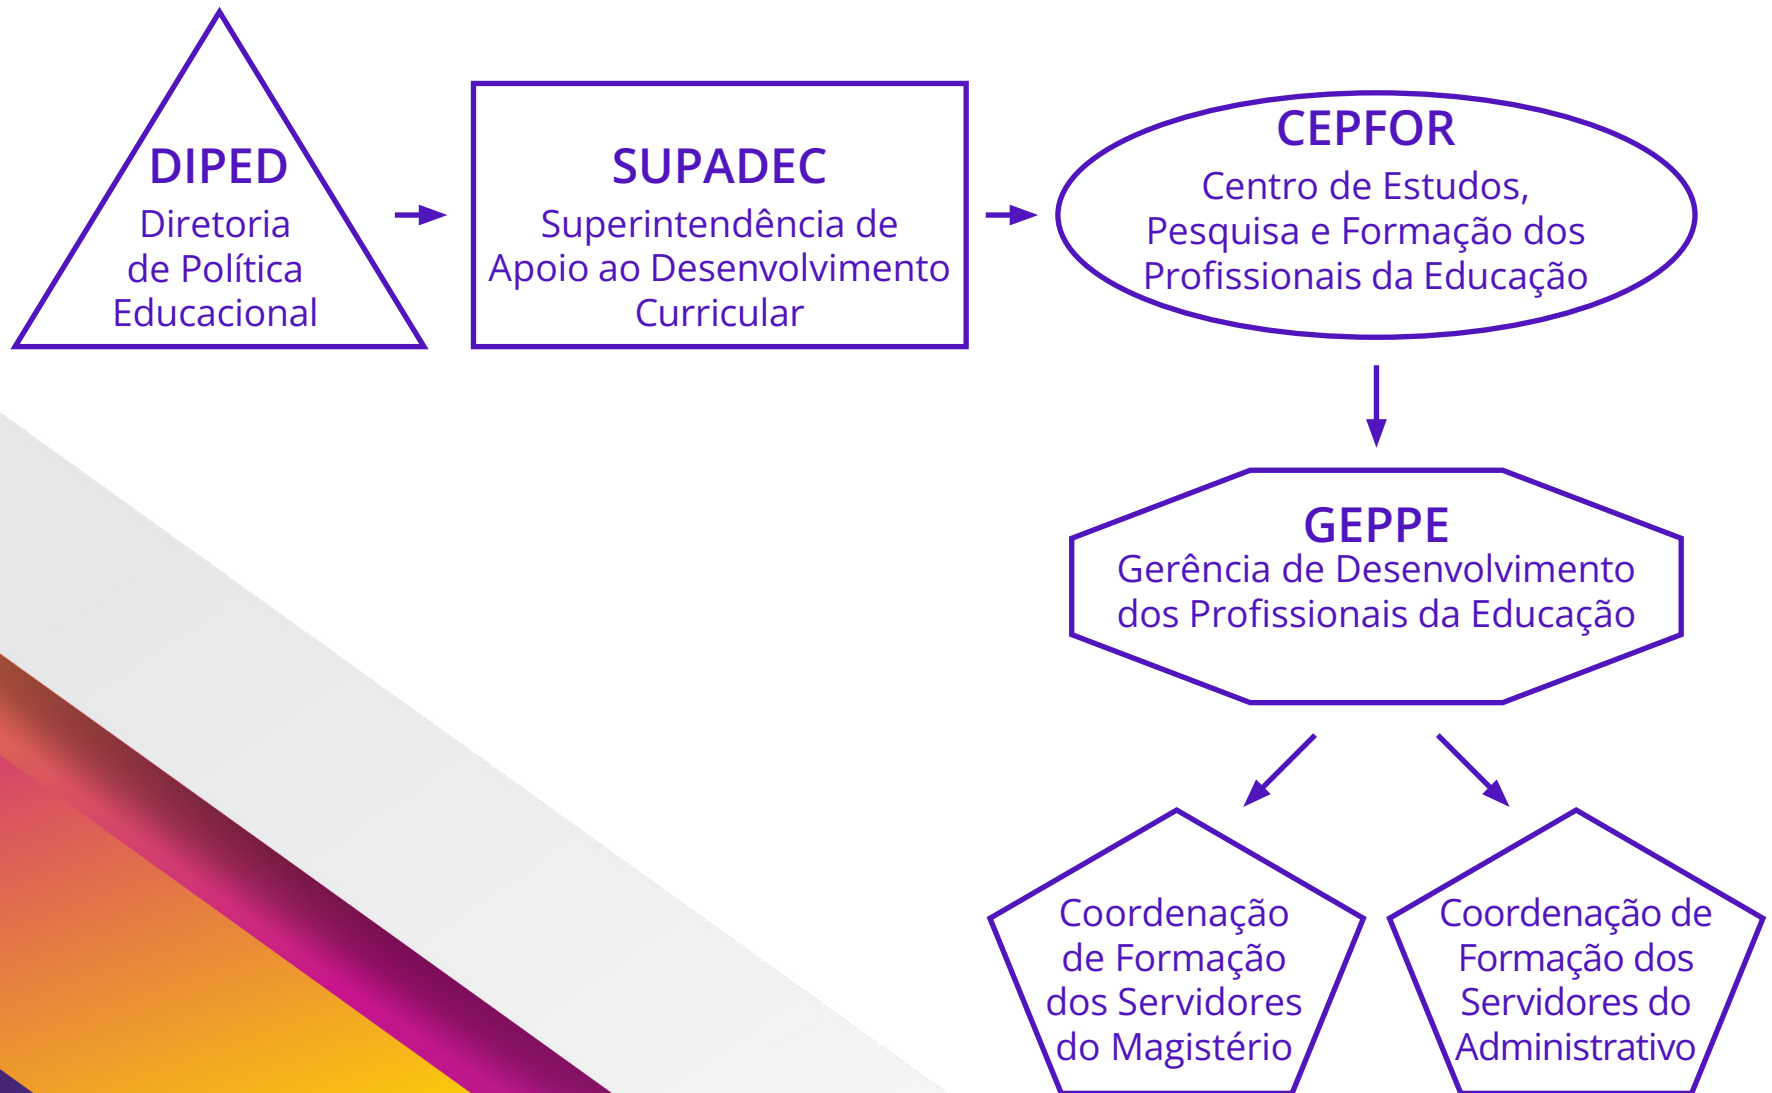 DIPED
Diretoria
de Política
Educacional
SUPADEC
Superintendência de
Apoio ao Desenvolvimento
Curricular
CEPFOR
Centro de Estudos,
Pesquisa e Formação dos
Profissionais da Educação
GEPPE
Gerência de Desenvolvimento
dos Profissionais da Educação
Coordenação
de Formação
dos Servidores
do Magistério
Coordenação de
Formação dos
Servidores do
Administrativo